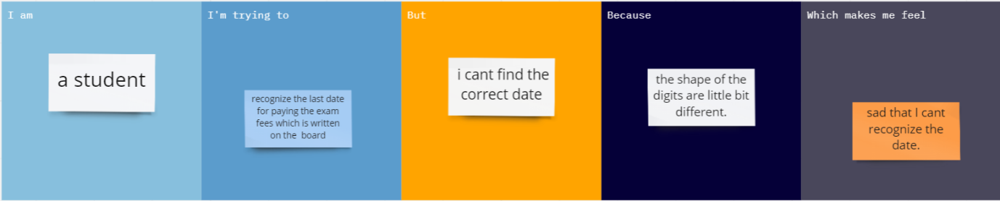 I am
a student
I'm trying to
recognize the last date
for paying the exam
fees which is written
on the board
But
i cant find the
correct date
Because
the shape of the
digits are little bit
different.
Which makes me feel
sad that I cant
recognize the
date.